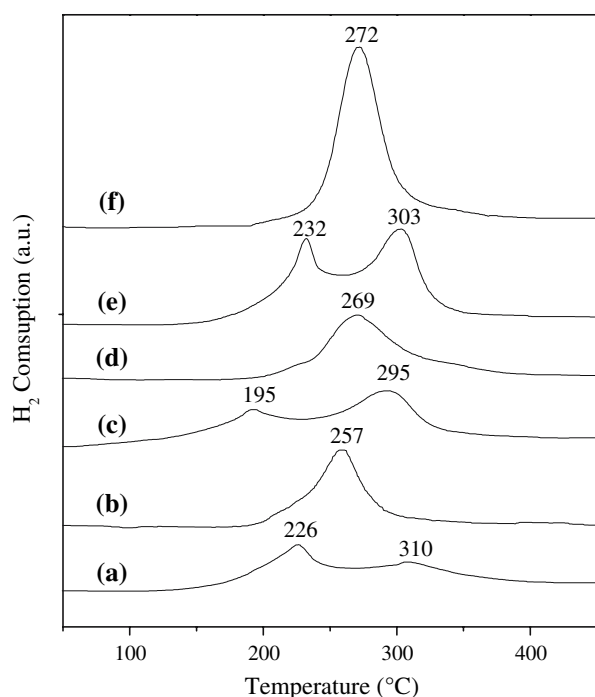 272
(f)
232 303
(e)
269
(d)
195 295
(c)
257
(b)
226 310
(a)
H₂ Comsuption (a.u.)
100 200 300 400
Temperature (°C)